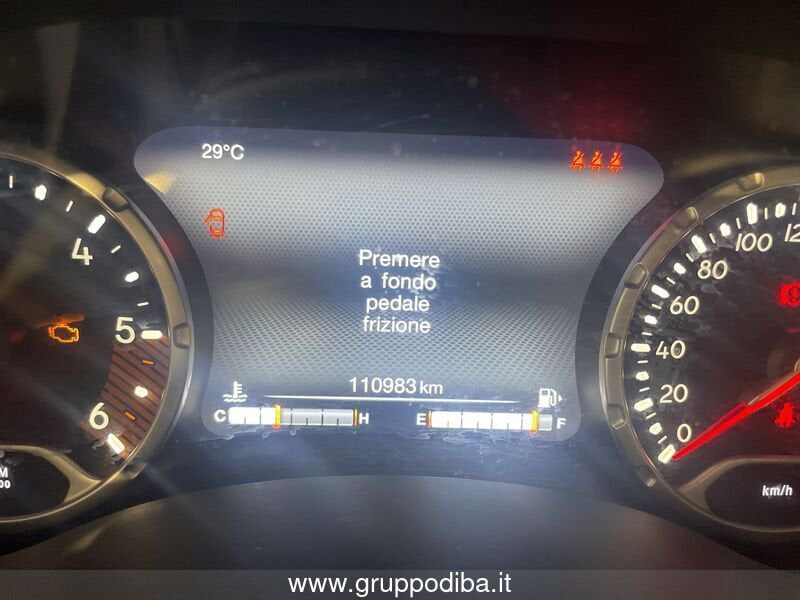 29°C
Premere
a fondo
pedale
frizione
110983 km
C H E F
4
5
6
0
20
40
60
80
100
km/h
www.gruppodiba.it